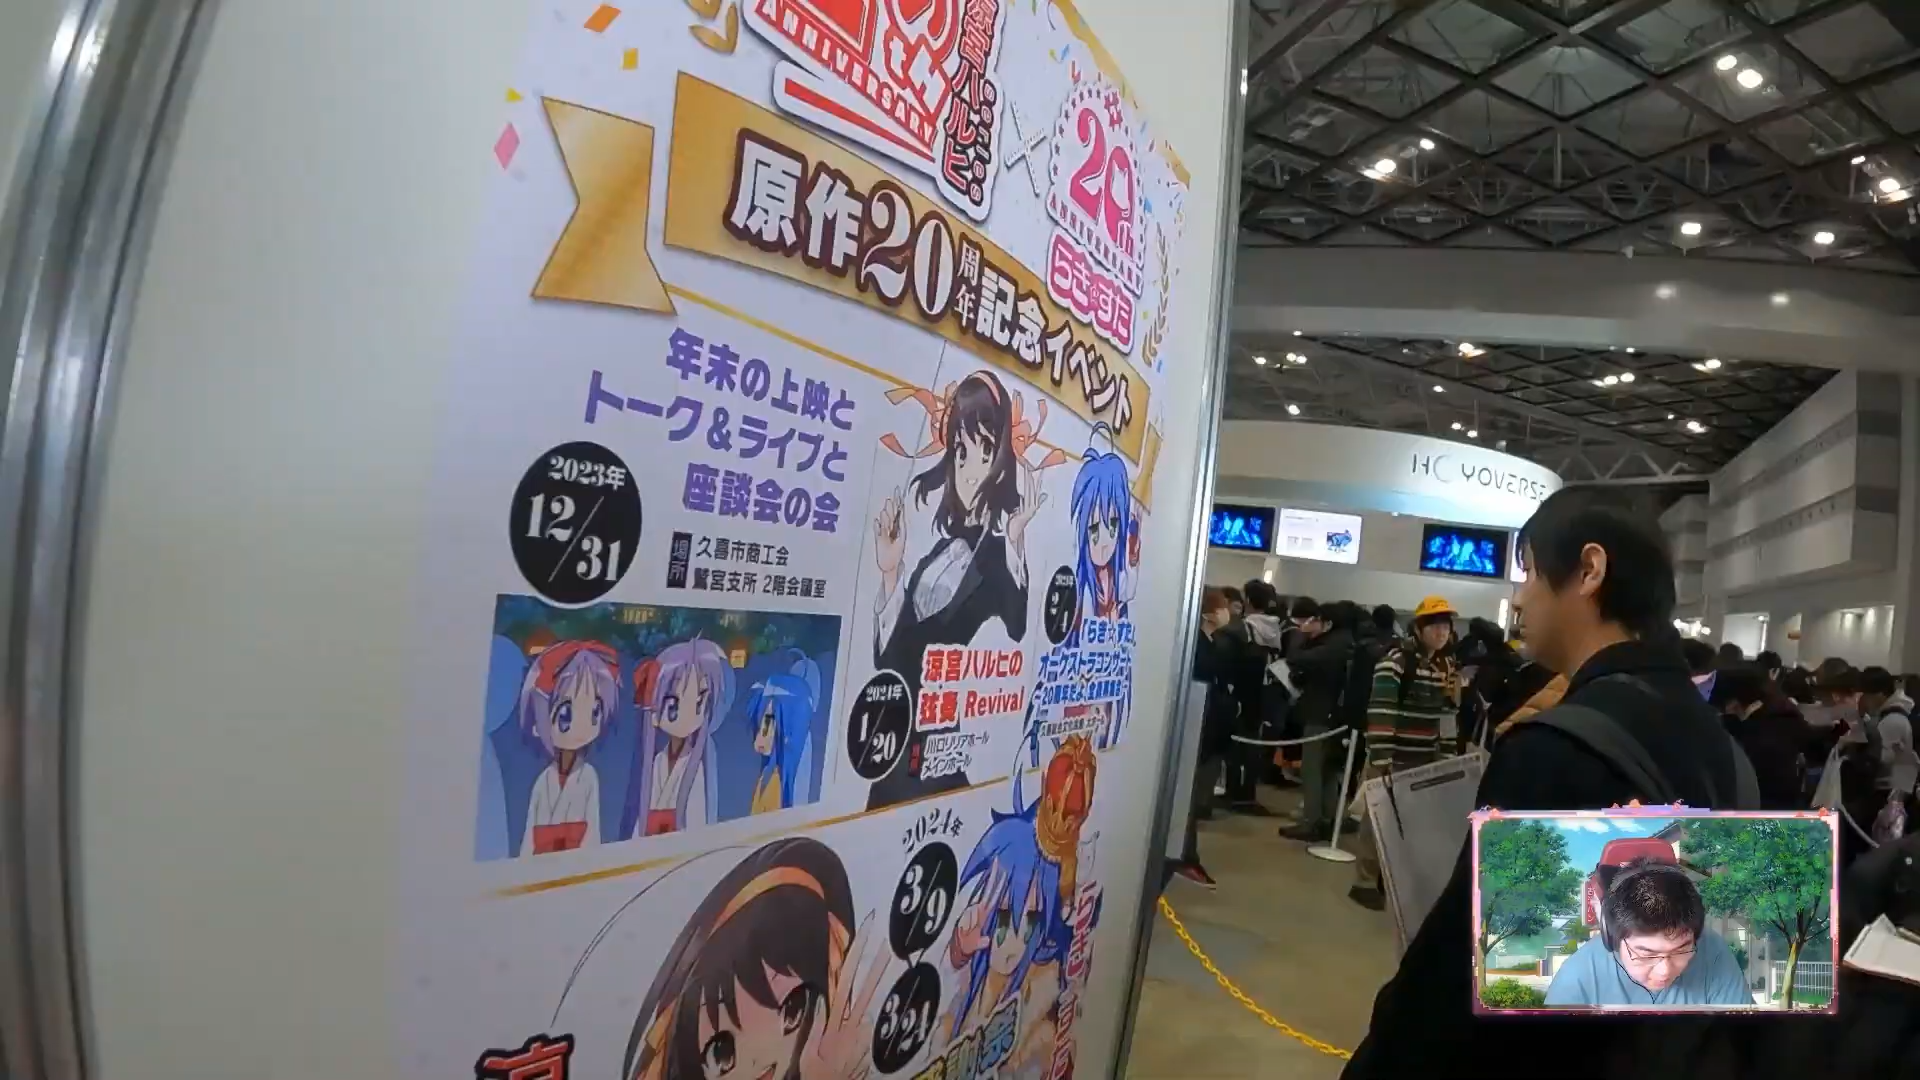 ANNIVERSARY
涼宮ハルヒ
series
×
20th
ANNIVERSARY
らき☆すた
原作20周年記念イベント
年末の上映と
トーク&ライブと
座談会の会
2023年
12/31
場所
久喜市商工会
鷲宮支所 2階会議室
2024年
1/20
涼宮ハルヒの
弦奏 Revival
川口リリアホール
メインホール
「らき☆すた」
オーケストラコンサート
2024年
3/9
3/24
HOYOVERSE